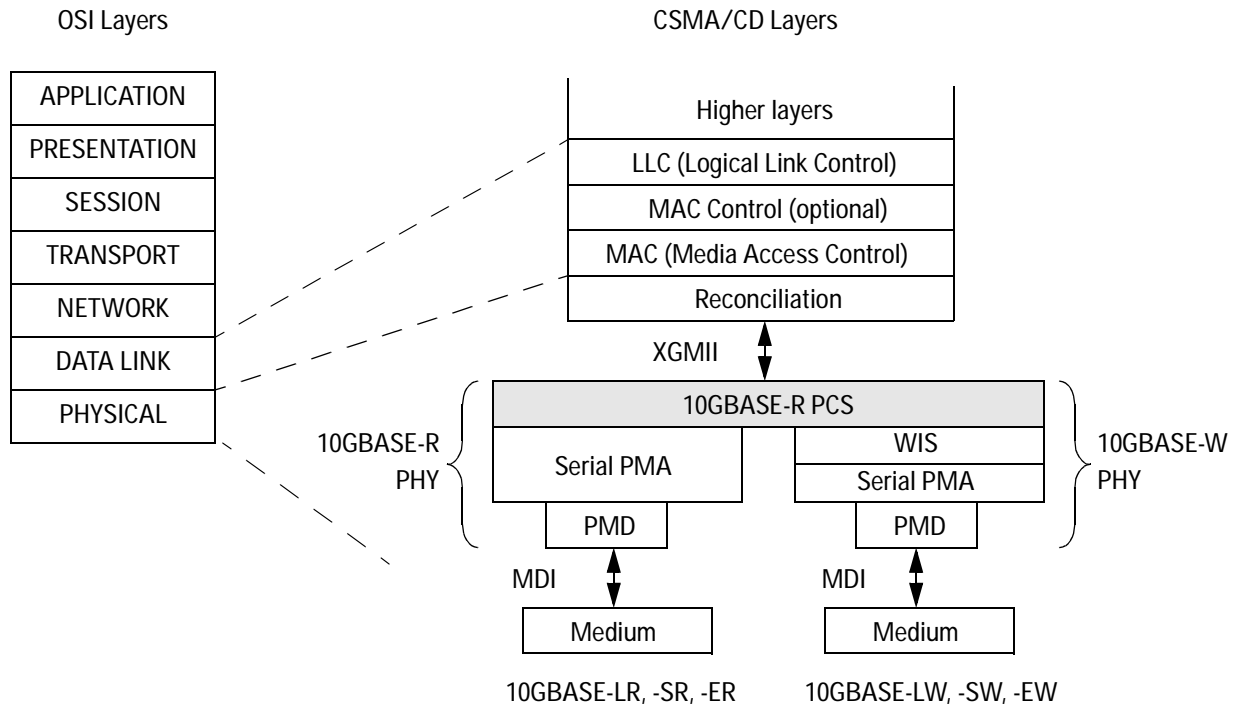 OSI Layers
CSMA/CD Layers
APPLICATION
PRESENTATION
SESSION
TRANSPORT
NETWORK
DATA LINK
PHYSICAL
Higher layers
LLC (Logical Link Control)
MAC Control (optional)
MAC (Media Access Control)
Reconciliation
XGMII
10GBASE-R PCS
10GBASE-R
PHY
Serial PMA
WIS
Serial PMA
10GBASE-W
PHY
PMD
PMD
MDI
MDI
Medium
Medium
10GBASE-LR, -SR, -ER
10GBASE-LW, -SW, -EW